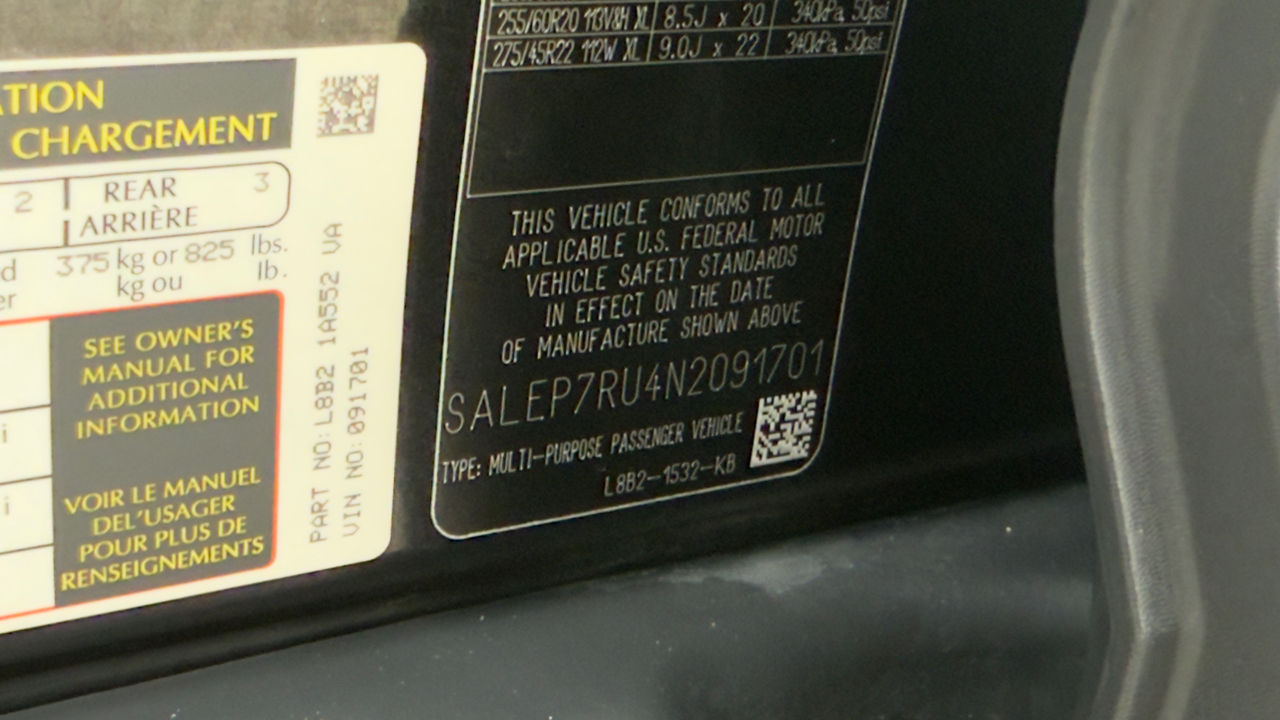 ATION
CHARGEMENT
2 REAR 3
ARRIÈRE
375 kg or 825 lbs.
kg ou lb.
SEE OWNER'S
MANUAL FOR
ADDITIONAL
INFORMATION
VOIR LE MANUEL
DEL'USAGER
POUR PLUS DE
RENSEIGNEMENTS
PART NO: L8B2 1A552 VA
VIN NO: 091701
255/60R20 113V&H XL 8.5J x 20 340kPa, 50psi
275/45R22 112W XL 9.0J x 22 340kPa, 50psi
THIS VEHICLE CONFORMS TO ALL
APPLICABLE U.S. FEDERAL MOTOR
VEHICLE SAFETY STANDARDS
IN EFFECT ON THE DATE
OF MANUFACTURE SHOWN ABOVE
SALEP7RU4N2091701
TYPE: MULTI-PURPOSE PASSENGER VEHICLE
L8B2-1532-KB